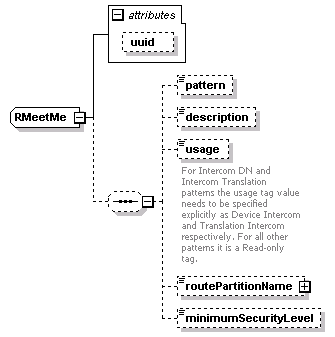 attributes
uuid
RMeetMe
pattern
description
usage
For Intercom DN and
Intercom Translation
patterns the usage tag value
needs to be specified
explicitly as Device Intercom
and Translation Intercom
respectively. For all other
patterns it is a Read-only
tag.
routePartitionName
minimumSecurityLevel